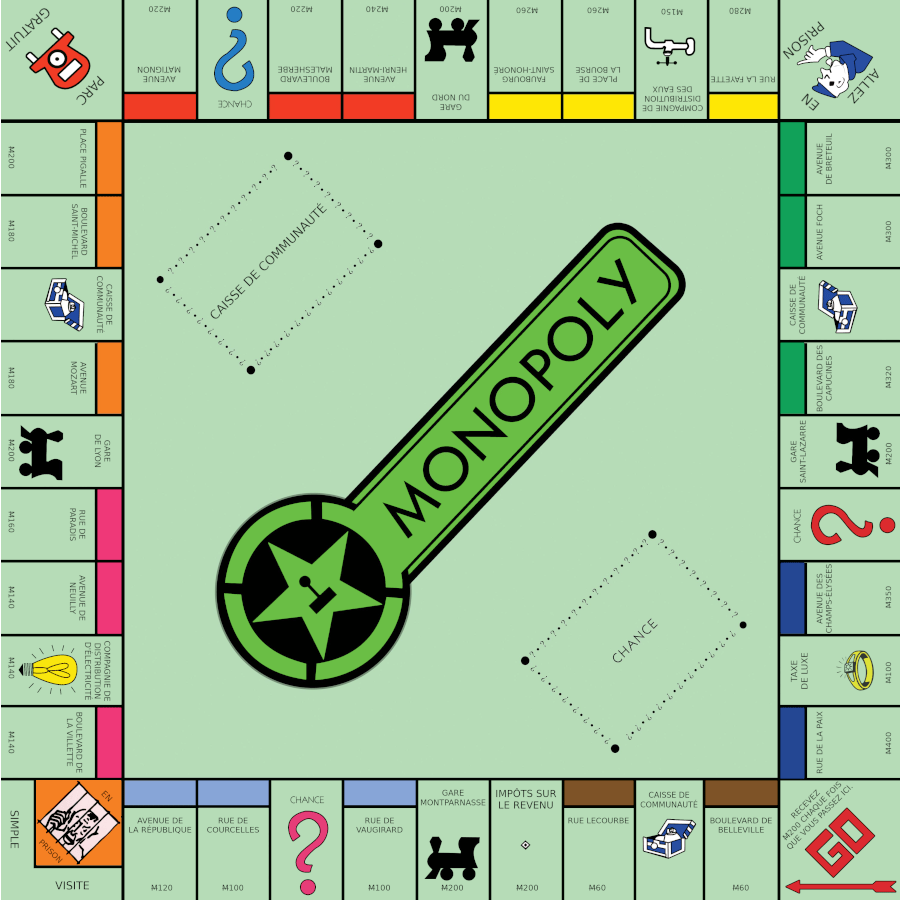 GRATUIT
PARC
M220
AVENUE
MATIGNON
CHANCE
M220
BOULEVARD
MALESHERBE
M240
AVENUE
HENRI-MARTIN
M200
GARE
DU NORD
M260
FAUBOURG
SAINT-HONORÉ
M260
PLACE DE
LA BOURSE
M150
COMPAGNIE DE
DISTRIBUTION
DES EAUX
M280
RUE LA FAYETTE
ALLEZ
EN
PRISON
M200
PLACE PIGALLE
M180
BOULEVARD
SAINT-MICHEL
CAISSE DE
COMMUNAUTÉ
M180
AVENUE
MOZART
M200
GARE
DE LYON
M160
RUE DE
PARADIS
M140
AVENUE DE
NEUILLY
M140
COMPAGNIE DE
DISTRIBUTION
D'ÉLECTRICITÉ
M140
BOULEVARD DE
LA VILLETTE
CAISSE DE COMMUNAUTÉ
MONOPOLY
CHANCE
AVENUE
DE BRETEUIL
M300
AVENUE FOCH
M300
CAISSE DE
COMMUNAUTÉ
BOULEVARD DES
CAPUCINES
M320
GARE
SAINT-LAZARRE
M200
CHANCE
AVENUE DES
CHAMPS-ELYSÉES
M350
TAXE
DE LUXE
M100
RUE DE LA PAIX
M400
SIMPLE
VISITE
EN
PRISON
AVENUE DE
LA RÉPUBLIQUE
M120
RUE DE
COURCELLES
M100
CHANCE
RUE DE
VAUGIRARD
M100
GARE
MONTPARNASSE
M200
IMPÔTS SUR
LE REVENU
M200
RUE LECOURBE
M60
CAISSE DE
COMMUNAUTÉ
BOULEVARD DE
BELLEVILLE
M60
RECEVEZ
M200 CHAQUE FOIS
QUE VOUS PASSEZ ICI.
GO